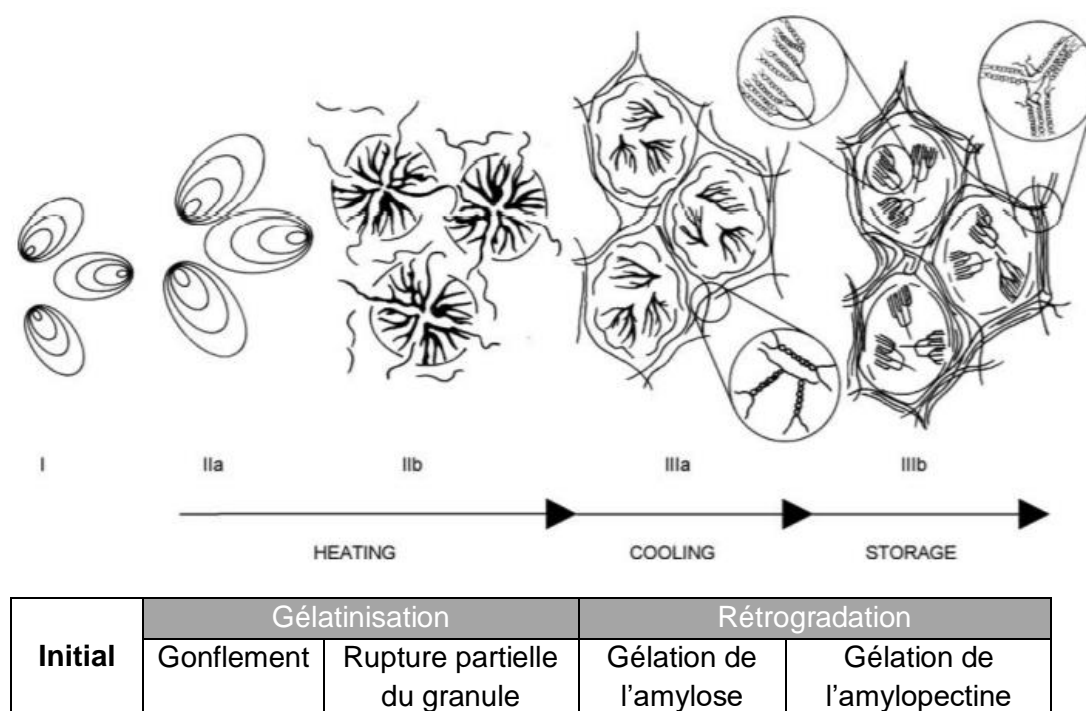 I IIa IIb IIIa IIIb
HEATING COOLING STORAGE
Initial
Gélatinisation Rétrogradation
Gonflement Rupture partielle Gélation de Gélation de
du granule l’amylose l’amylopectine